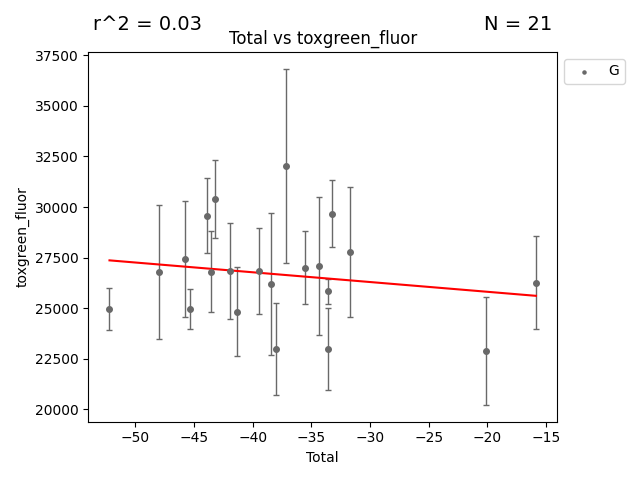 r^2 = 0.03
N = 21
Total vs toxgreen_fluor
G
37500
35000
32500
30000
27500
25000
22500
20000
toxgreen_fluor
−50 −45 −40 −35 −30 −25 −20 −15
Total